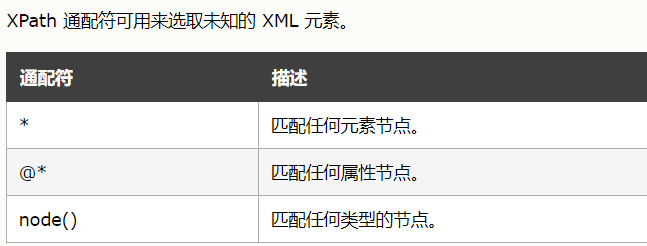 XPath 通配符可用来选取未知的 XML 元素。
通配符 描述
* 匹配任何元素节点。
@* 匹配任何属性节点。
node() 匹配任何类型的节点。